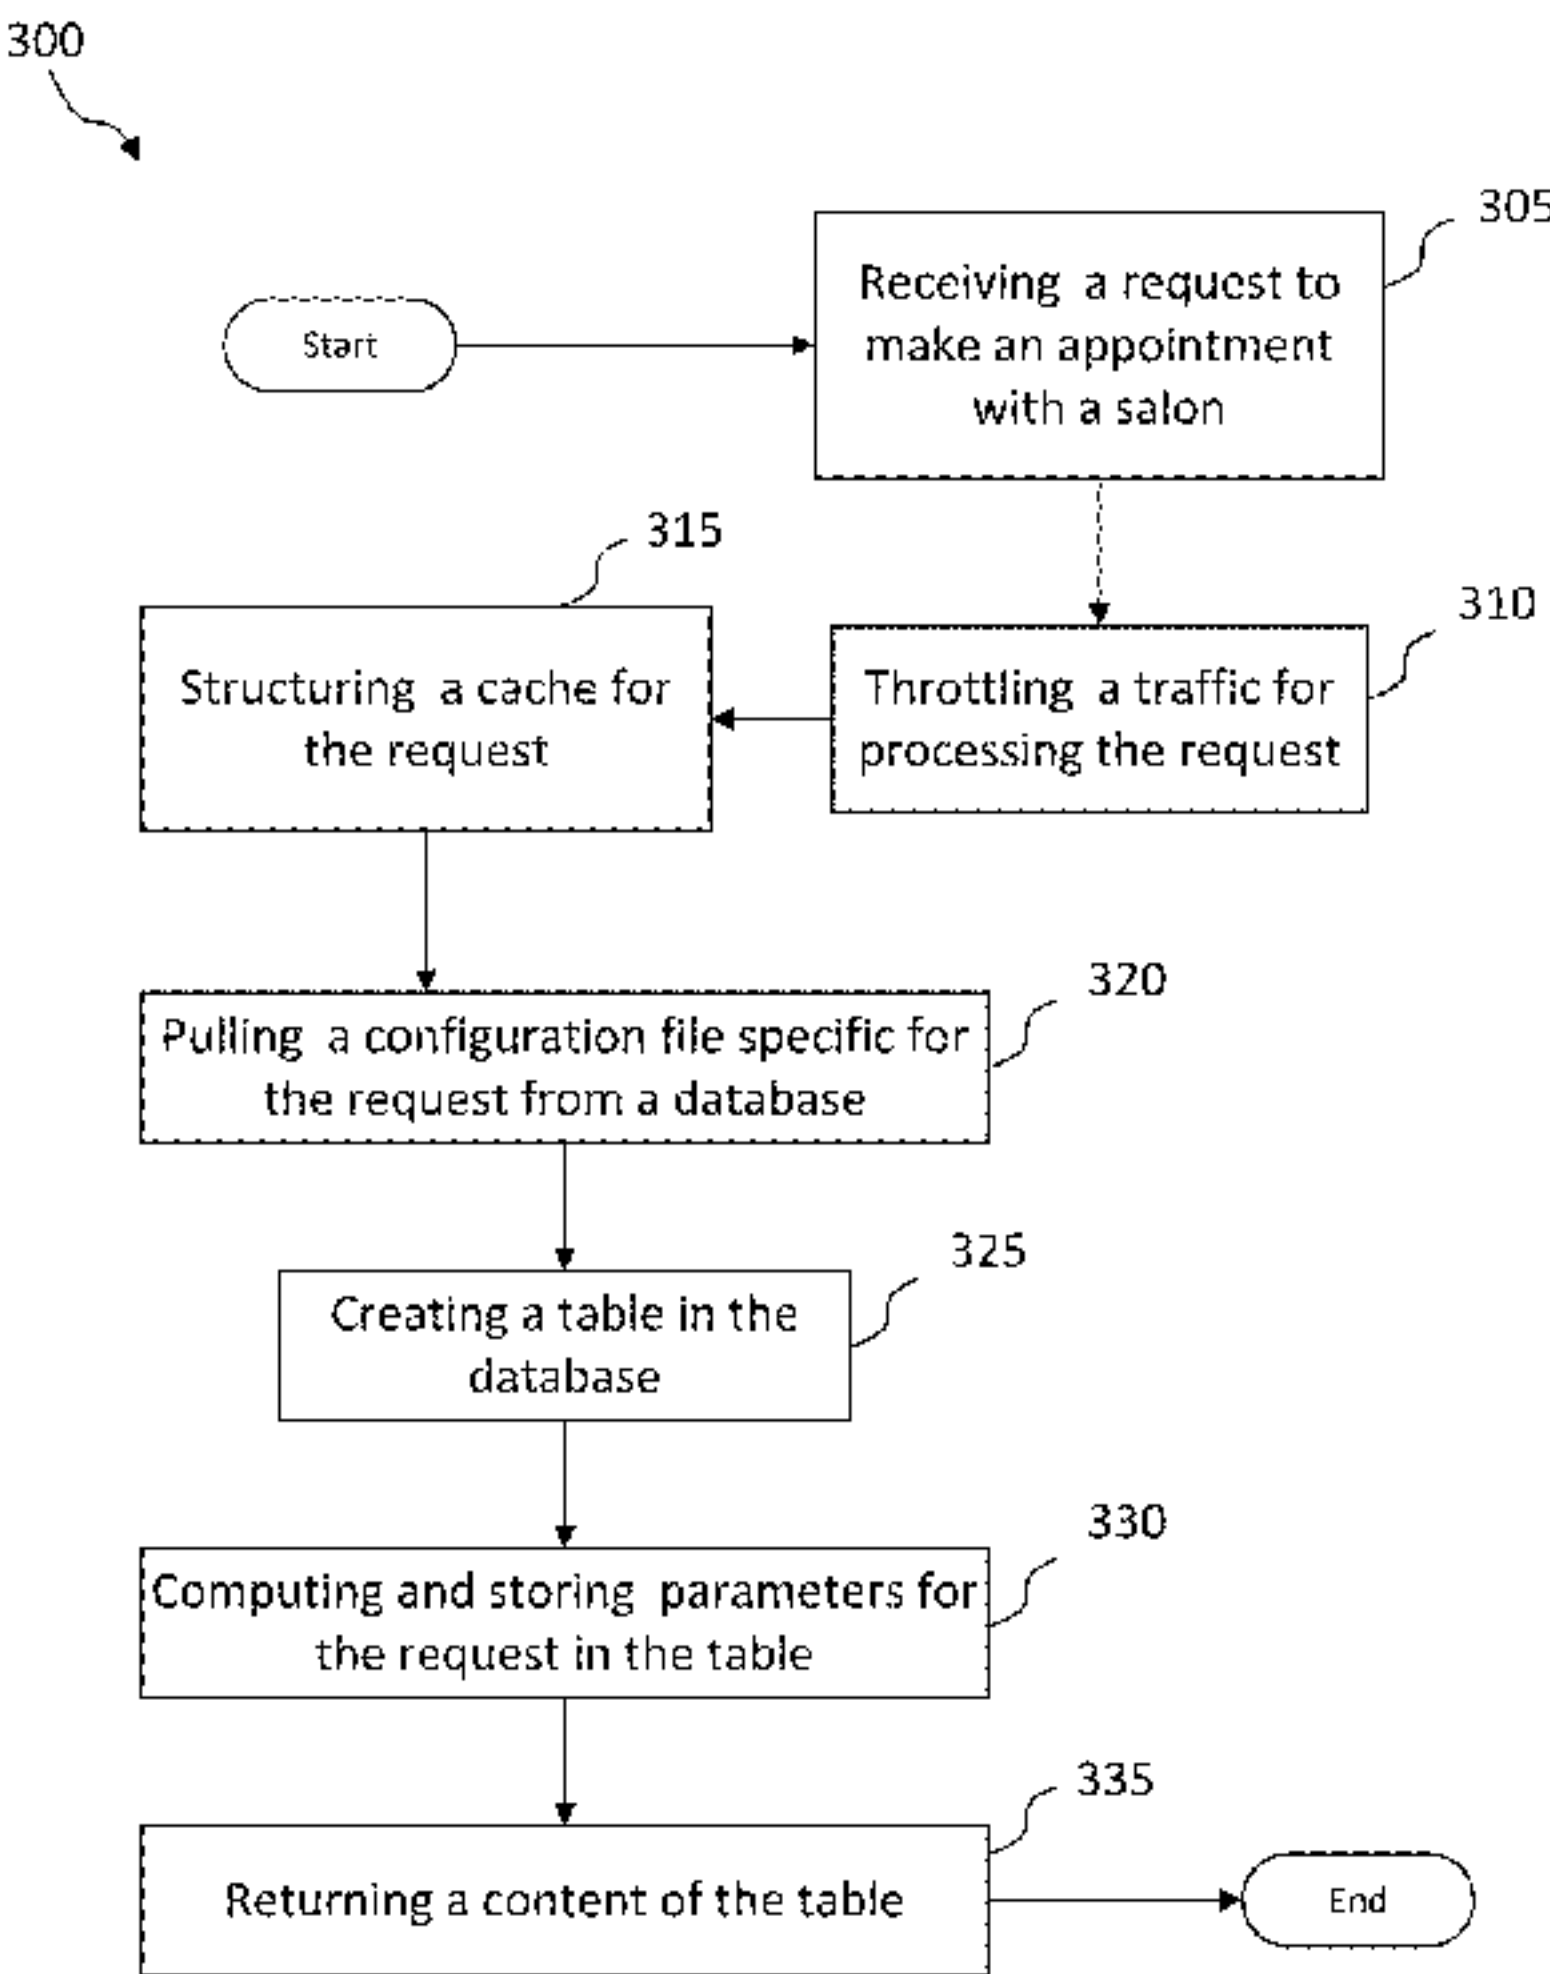 300
305
Receiving a request to
make an appointment
with a salon
Start
315
310
Structuring a cache for
the request
Throttling a traffic for
processing the request
320
Pulling a configuration file specific for
the request from a database
325
Creating a table in the
database
330
Computing and storing parameters for
the request in the table
335
Returning a content of the table
End